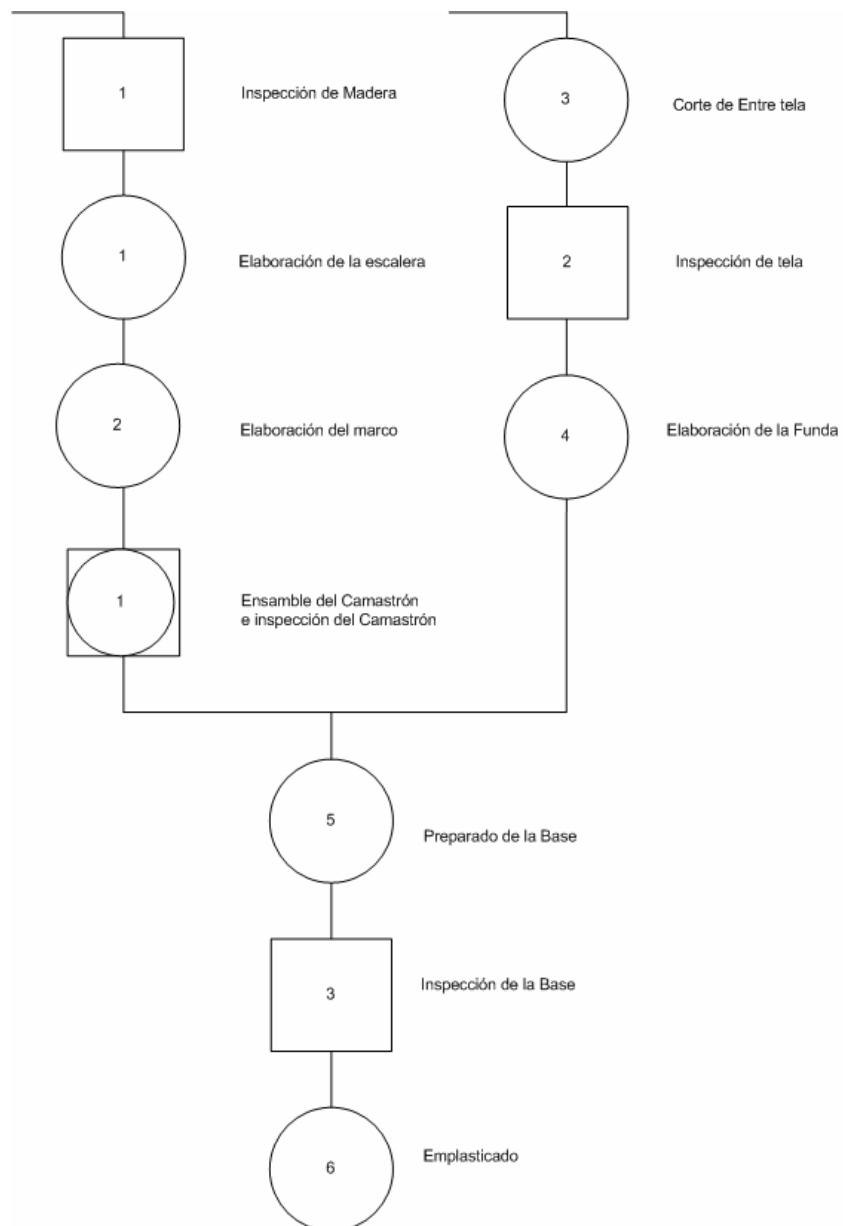 1
Inspección de Madera
1
Elaboración de la escalera
2
Elaboración del marco
1
Ensamble del Camastrón
e inspección del Camastrón
3
Corte de Entre tela
2
Inspección de tela
4
Elaboración de la Funda
5
Preparado de la Base
3
Inspección de la Base
6
Emplasticado